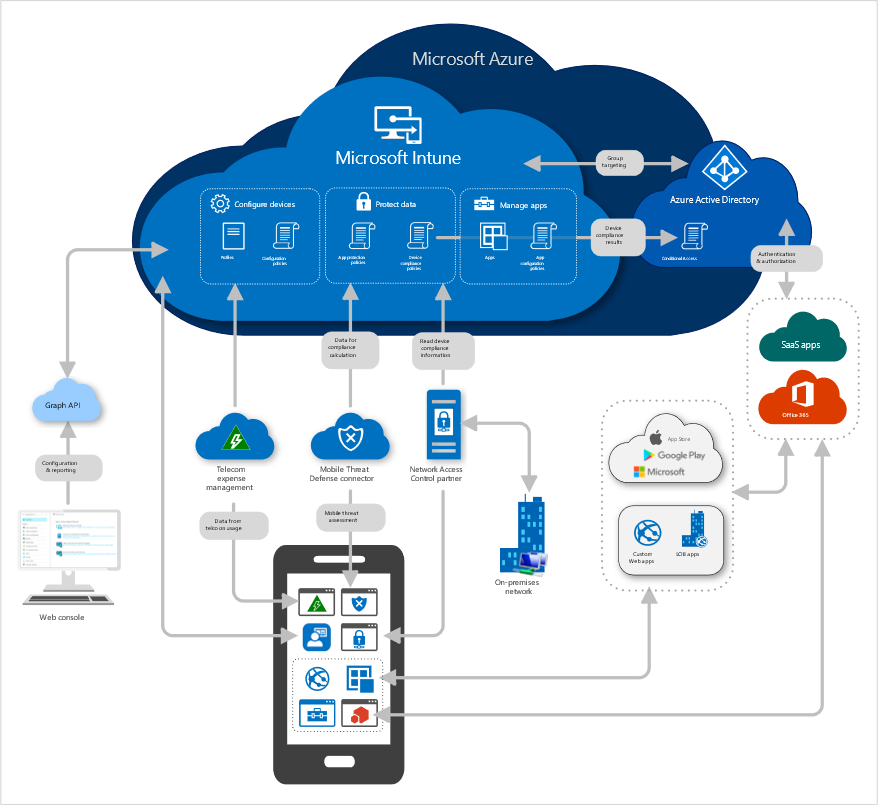 Microsoft Azure
Microsoft Intune
Group
targeting
Azure Active Directory
Configure devices
Protect data
Manage apps
Profiles
Configuration
policies
App protection
policies
Device
compliance
policies
Apps
App
configuration
policies
Device
compliance
results
Conditional Access
Authentication
& authorization
Data for
compliance
calculation
Read device
compliance
information
SaaS apps
Office 365
Graph API
Configuration
& reporting
Telecom
expense
management
Mobile Threat
Defense connector
Network Access
Control partner
App Store
Google Play
Microsoft
Data from
telecom usage
Mobile threat
assessment
Custom
Web apps
LOB apps
On-premises
network
Web console